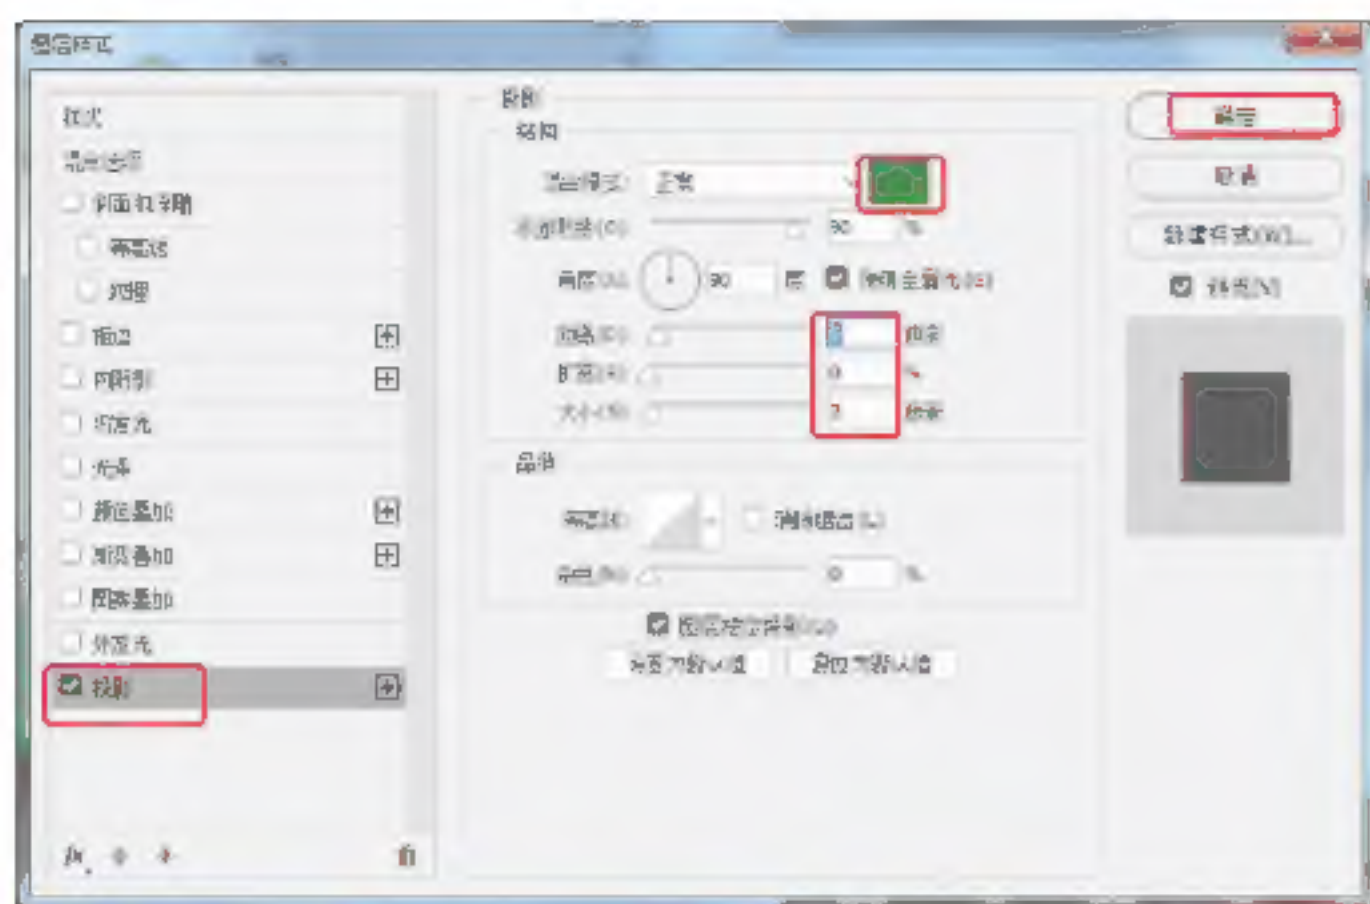 图层样式
样式
混合选项
斜面和浮雕
等高线
纹理
描边
内阴影
内发光
光泽
颜色叠加
渐变叠加
图案叠加
外发光
投影
fx
投影
结构
混合模式: 正常
不透明度(O): 90 %
角度(A): 90 度 使用全局光(G)
距离(D): 像素
扩展(R): 0 %
大小(S): 像素
品质
等高线: 消除锯齿(L)
杂色(N): 0 %
图层挖空投影(U)
设置为默认值 复位为默认值
确定
取消
新建样式(W)...
预览(V)